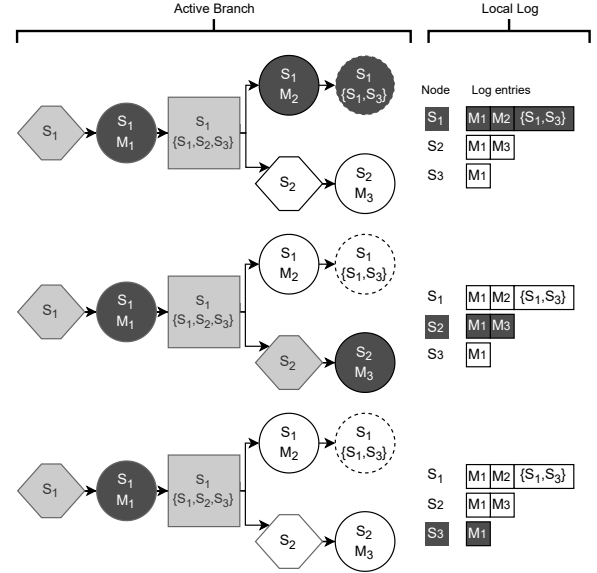 Active Branch
Local Log
Node
Log entries
S1
S1
M1
S1
{S1,S2,S3}
S1
M2
S1
{S1,S3}
S2
S2
M3
S1 M1 M2 {S1,S3}
S2 M1 M3
S3 M1
S1
S1
M1
S1
{S1,S2,S3}
S1
M2
S1
{S1,S3}
S2
S2
M3
S1 M1 M2 {S1,S3}
S2 M1 M3
S3 M1
S1
S1
M1
S1
{S1,S2,S3}
S1
M2
S1
{S1,S3}
S2
S2
M3
S1 M1 M2 {S1,S3}
S2 M1 M3
S3 M1